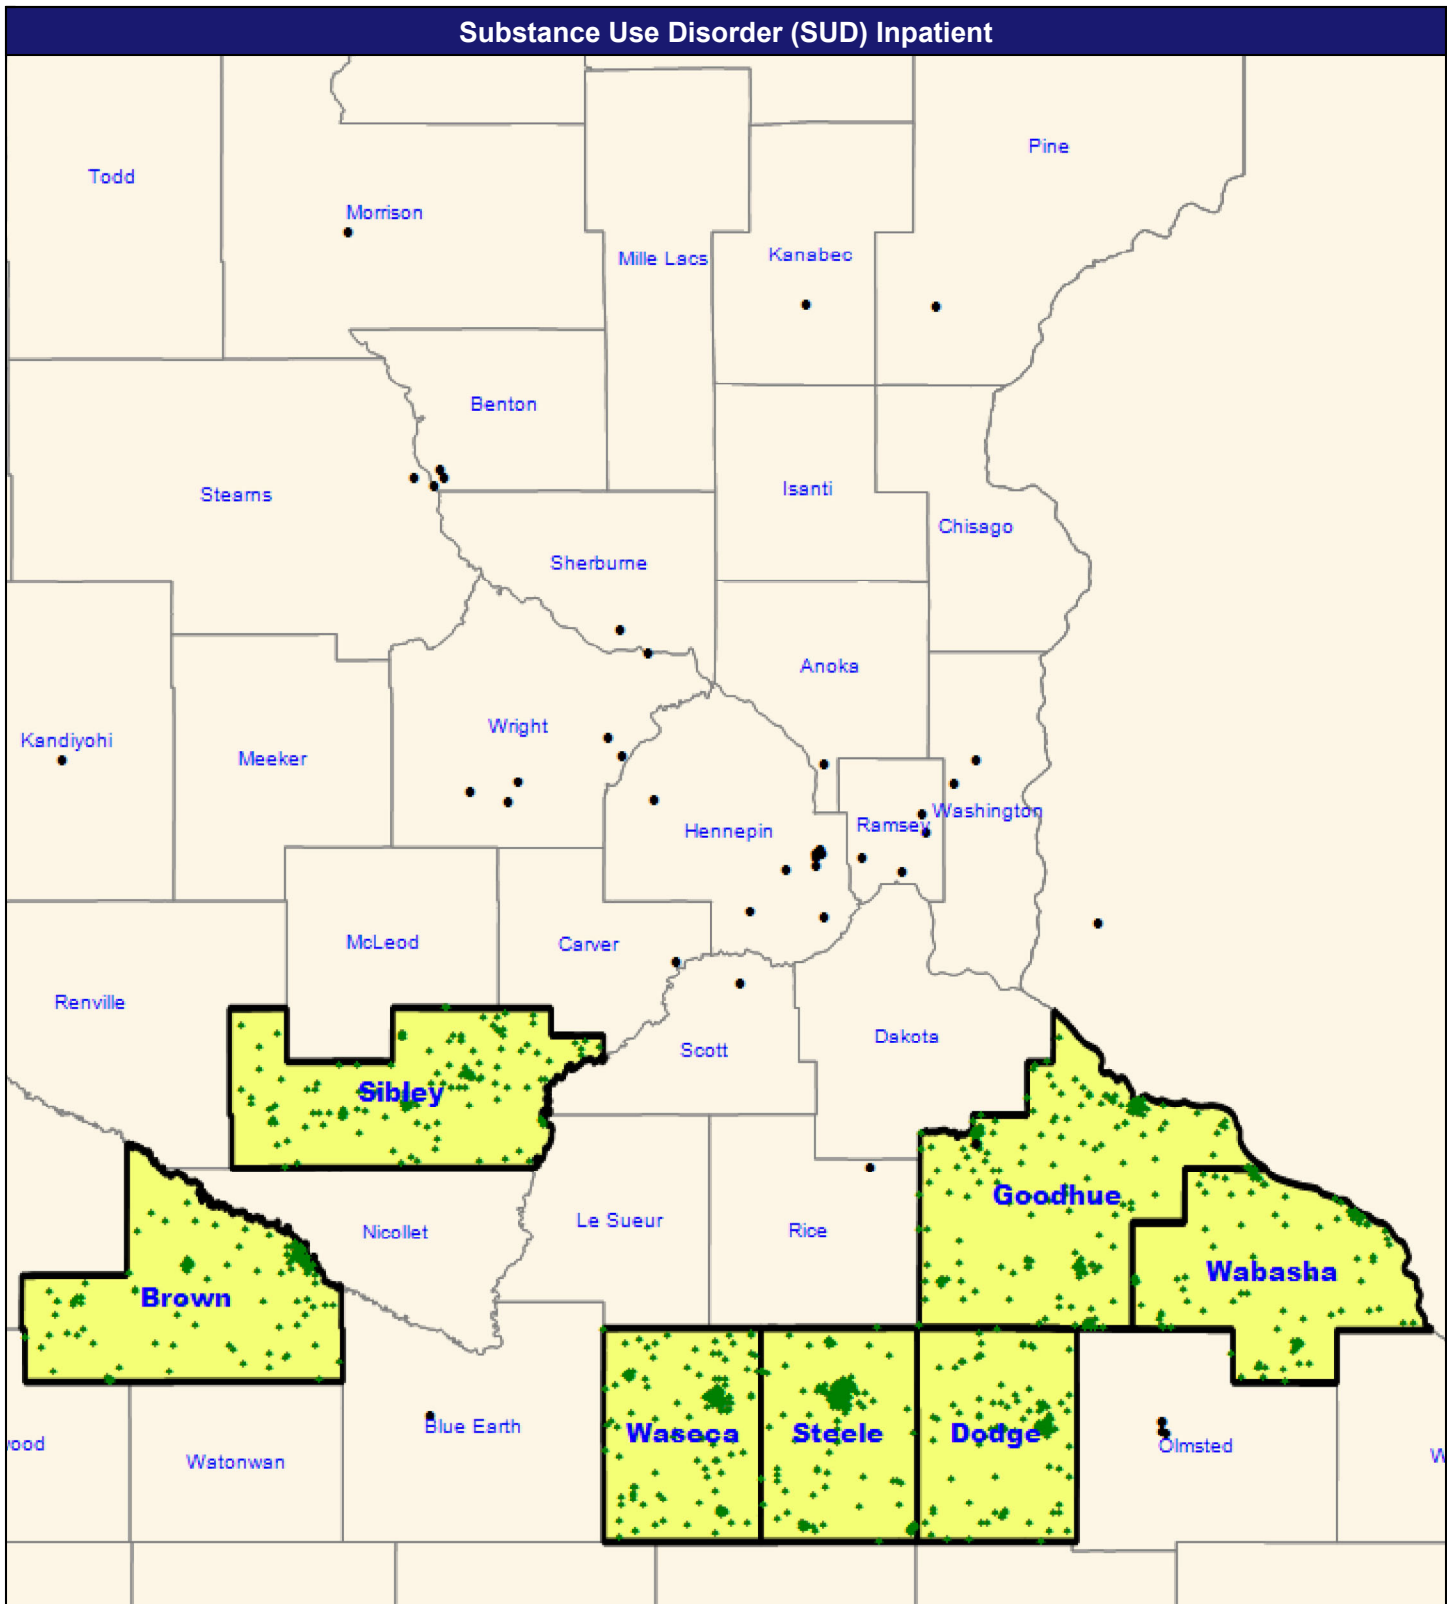 Substance Use Disorder (SUD) Inpatient
Pine
Todd
Morrison
Mille Lacs
Kanabec
Benton
Stearns
Isanti
Chisago
Sherburne
Anoka
Wright
Kandiyohi
Meeker
Washington
Ramsey
Hennepin
McLeod
Carver
Renville
Dakota
Scott
Sibley
Goodhue
Le Sueur
Rice
Nicollet
Wabasha
Brown
Blue Earth
Waseca
Steele
Dodge
Olmsted
ood
Watonwan
W